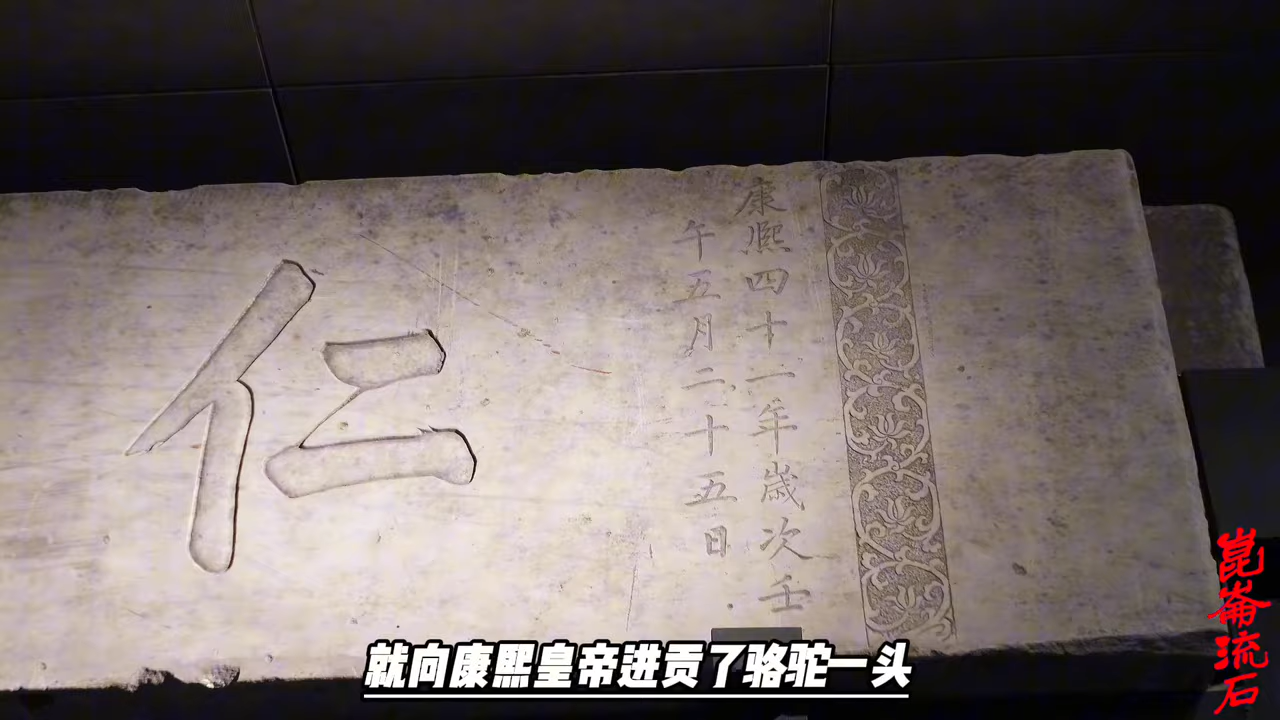 康熙四十一年歲次壬
午五月二十五日
仁
就向康熙皇帝进贡了骆驼一头
崑崙流石